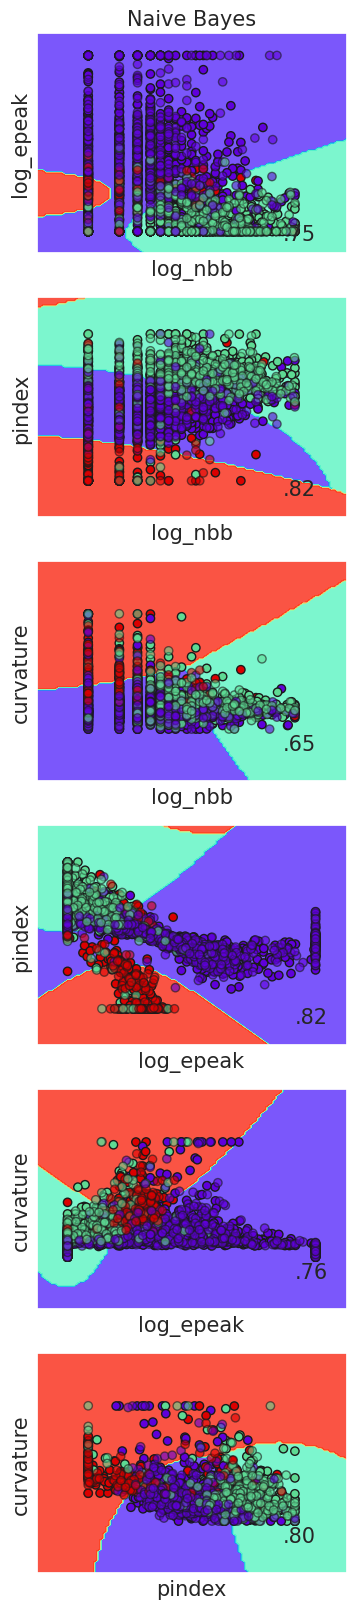 Naive Bayes
log_epeak
.75
log_nbb
pindex
.82
log_nbb
curvature
.65
log_nbb
pindex
.82
log_epeak
curvature
.76
log_epeak
curvature
.80
pindex